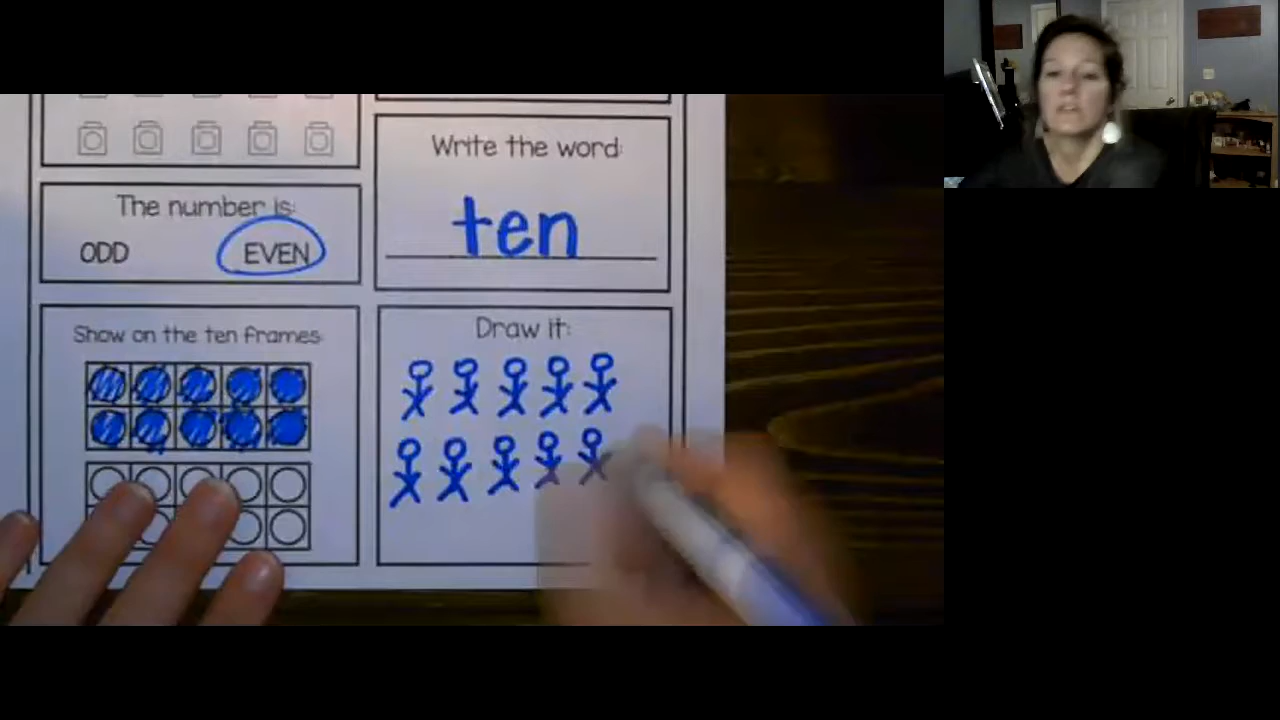 The number is:
ODD EVEN
Show on the ten frames:
Write the word:
ten
Draw it: